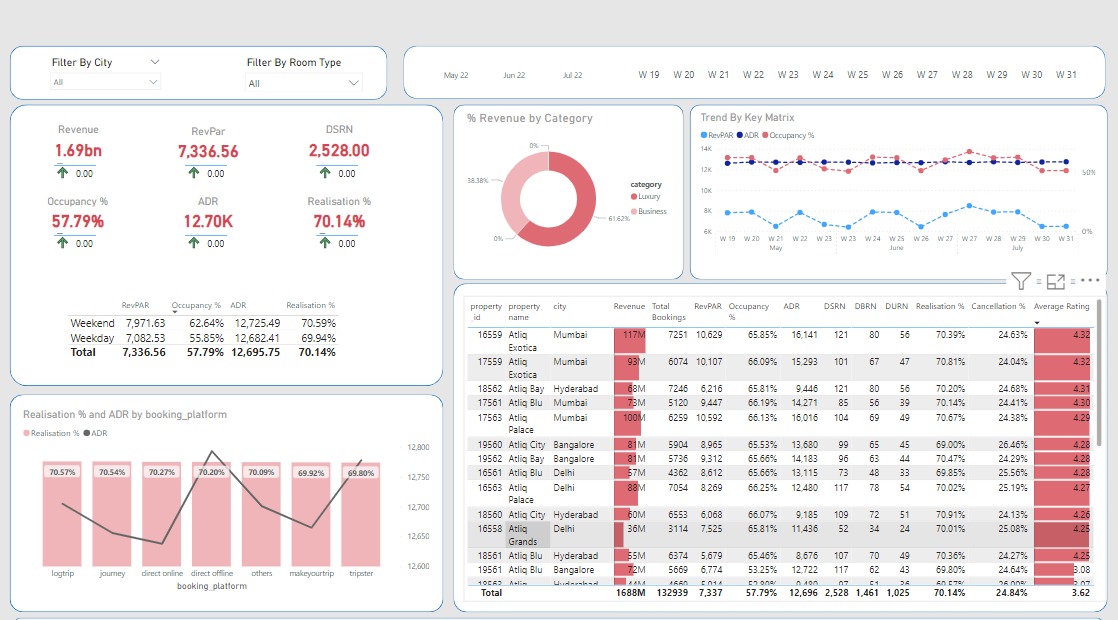 Filter By City
All
Filter By Room Type
All
May 22 Jun 22 Jul 22 W 19 W 20 W 21 W 22 W 23 W 24 W 25 W 26 W 27 W 28 W 29 W 30 W 31
Revenue RevPar DSRN
1.69bn 7,336.56 2,528.00
0.00 0.00 0.00
Occupancy % ADR Realisation %
57.79% 12.70K 70.14%
0.00 0.00 0.00
RevPAR Occupancy % ADR Realisation %
Weekend 7,971.63 62.64% 12,725.49 70.59%
Weekday 7,082.53 55.85% 12,682.41 69.94%
Total 7,336.56 57.79% 12,695.75 70.14%
% Revenue by Category
0%
38.38%
61.62%
0%
category
Luxury
Business
Trend By Key Matrix
RevPAR ADR Occupancy %
14K
12K
10K
8K
6K
50%
0%
W 19 W 20 W 21 W 22 W 23 W 23 W 24 W 25 W 26 W 27 W 27 W 28 W 29 W 30 W 31
May June July
Realisation % and ADR by booking_platform
Realisation % ADR
12,800
12,750
12,700
12,650
12,600
70.57% 70.54% 70.27% 70.20% 70.09% 69.92% 69.80%
logtrip journey direct online direct offline others makeyourtrip tripster
booking_platform
property_id property_name city Revenue Total Bookings RevPAR Occupancy % ADR DSRN DBRN DURN Realisation % Cancellation % Average Rating
16559 Atliq Exotica Mumbai 117M 7251 10,629 65.85% 16,141 121 80 56 70.39% 24.63% 4.32
17559 Atliq Exotica Mumbai 93M 6074 10,107 66.09% 15,293 101 67 47 70.81% 24.04% 4.32
18562 Atliq Bay Hyderabad 68M 7246 6,216 65.81% 9,446 121 80 56 70.20% 24.68% 4.31
17561 Atliq Blu Mumbai 73M 5120 9,447 66.19% 14,271 85 56 39 70.14% 24.41% 4.30
17563 Atliq Palace Mumbai 100M 6259 10,592 66.13% 16,016 104 69 49 70.67% 24.38% 4.29
19560 Atliq City Bangalore 81M 5904 8,965 65.53% 13,680 99 65 45 69.00% 26.46% 4.28
19562 Atliq Bay Bangalore 81M 5736 9,312 65.66% 14,183 96 63 44 70.47% 24.29% 4.28
16561 Atliq Blu Delhi 57M 4362 8,612 65.66% 13,115 73 48 33 69.85% 25.56% 4.28
16563 Atliq Palace Delhi 88M 7054 8,269 66.25% 12,480 117 78 54 70.02% 25.19% 4.27
18560 Atliq City Hyderabad 60M 6553 6,068 66.07% 9,185 109 72 51 70.91% 24.13% 4.26
16558 Atliq Grands Delhi 36M 3114 7,525 65.81% 11,436 52 34 24 70.01% 25.08% 4.25
18561 Atliq Blu Hyderabad 55M 6374 5,679 65.46% 8,676 107 70 49 70.36% 24.27% 4.25
19561 Atliq Blu Bangalore 72M 5669 6,774 53.25% 12,722 117 62 43 69.80% 24.64% 3.08
18563 Atliq Hyderabad 44M
Total 1688M 132939 7,337 57.79% 12,696 2,528 1,461 1,025 70.14% 24.84% 3.62